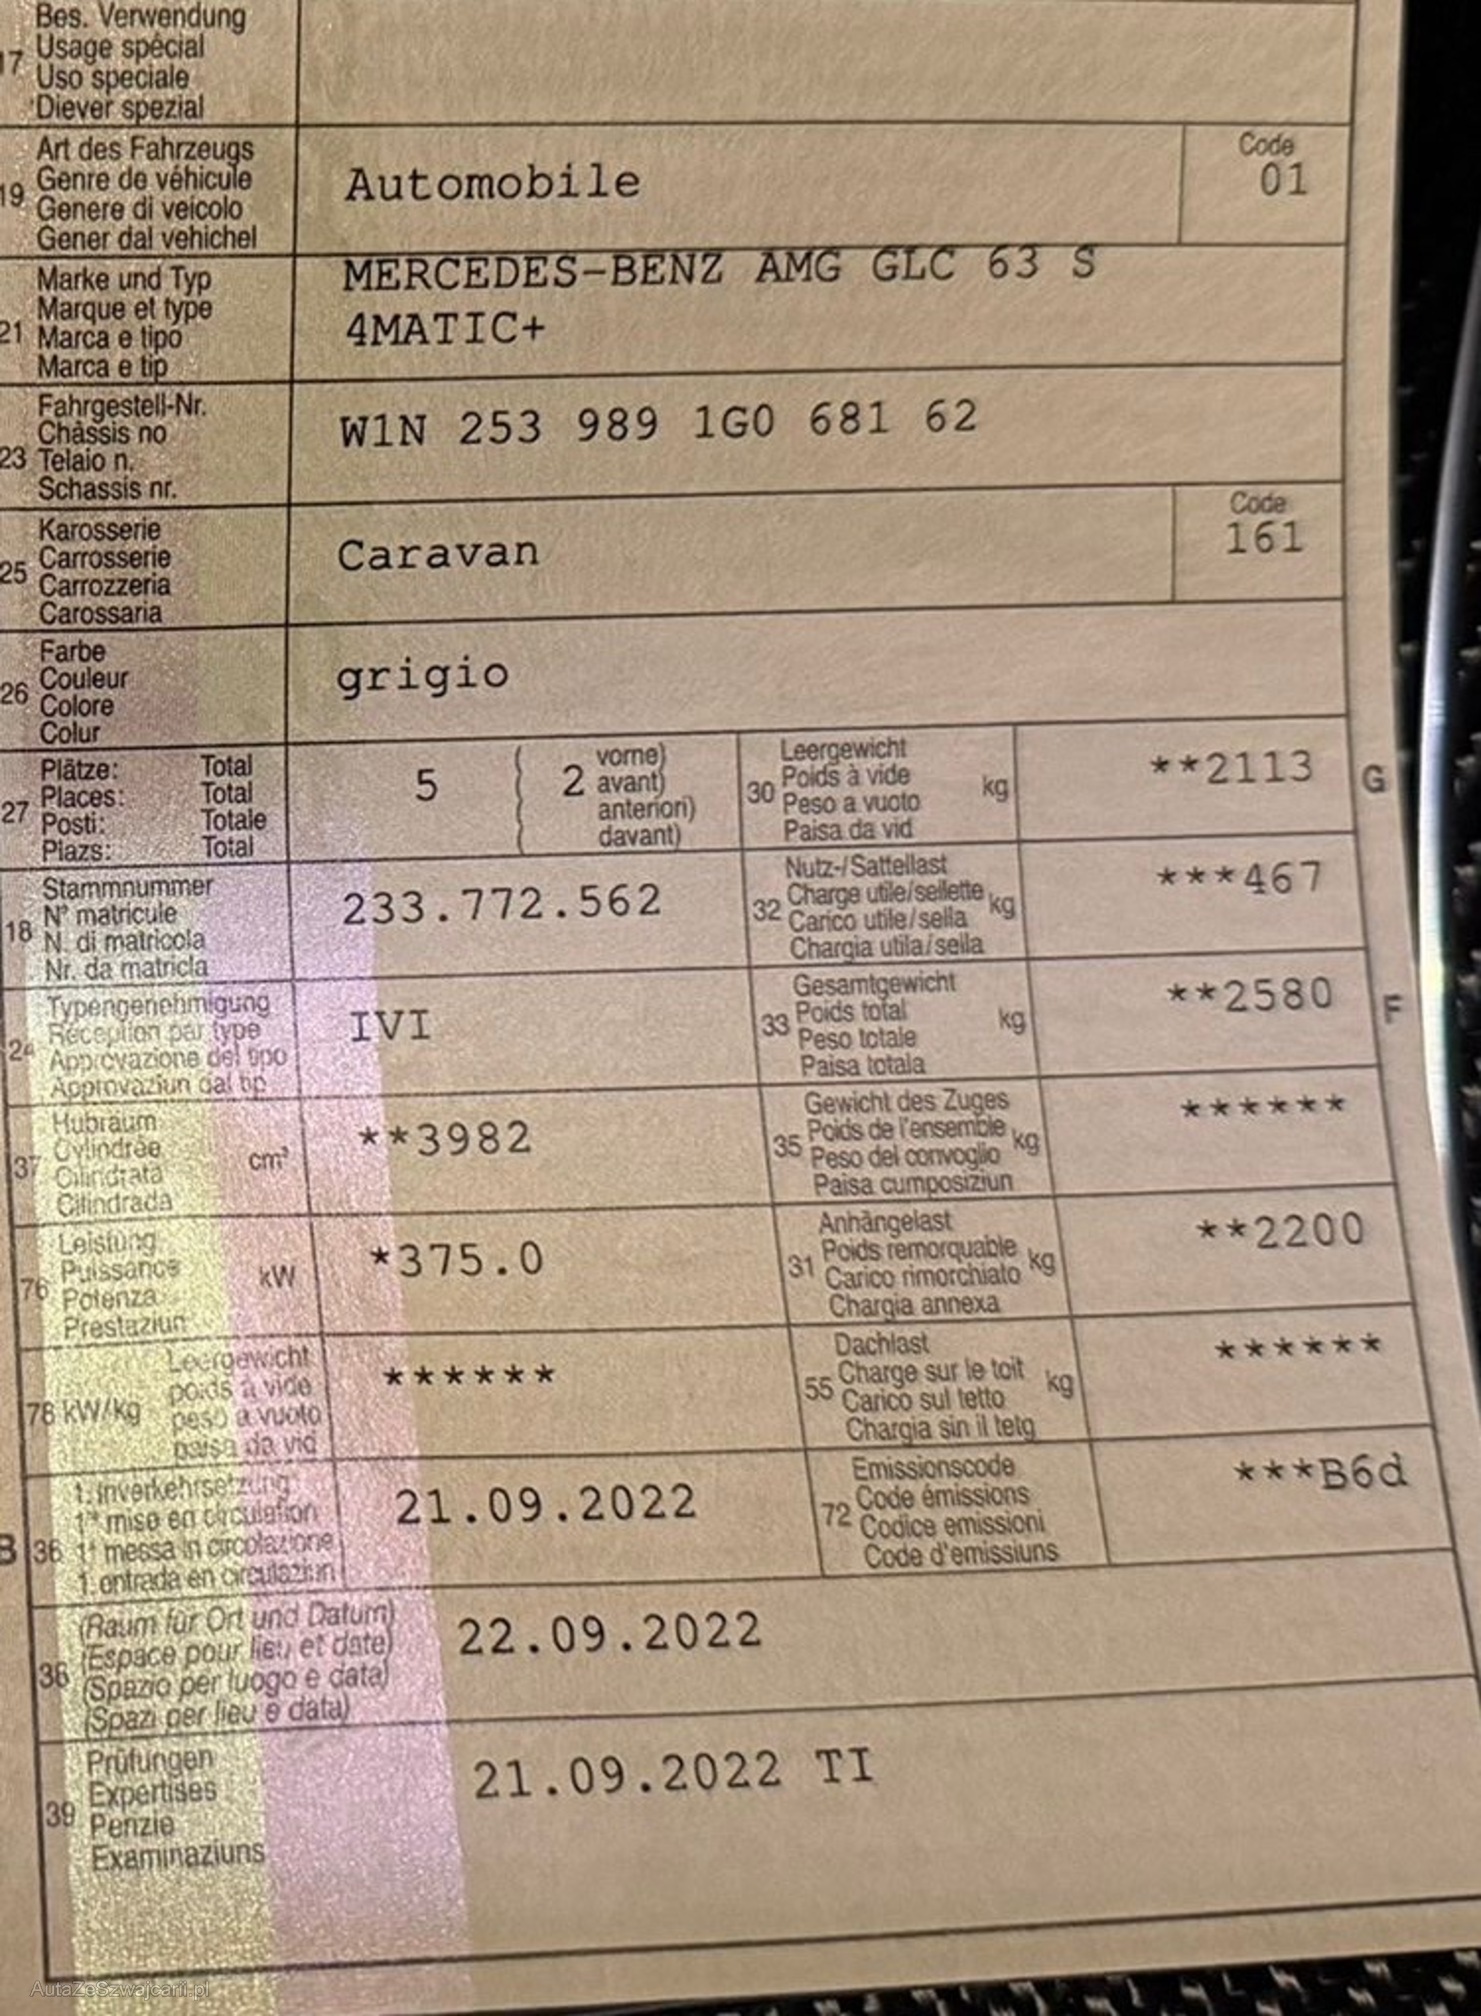 Bes. Verwendung
17 Usage spécial
Uso speciale
Diever spezial
Art des Fahrzeugs
19 Genre de véhicule
Genere di veicolo
Gener dal vehichel
Automobile
Code
01
Marke und Typ
21 Marque et type
Marca e tipo
Marca e tip
MERCEDES-BENZ AMG GLC 63 S
4MATIC+
Fahrgestell-Nr.
Châssis no
23 Telaio n.
Schassis nr.
W1N 253 989 1G0 681 62
Karosserie
25 Carrosserie
Carrozzeria
Carossaria
Caravan
Code
161
Farbe
26 Couleur
Colore
Colur
grigio
Plätze: Total
27 Places: Total
Posti: Totale
Plazs: Total
5 ( 2 vorne)
( avant)
( anteriori)
( davant)
Leergewicht
30 Poids à vide kg
Peso a vuoto
Paisa da vid
**2113 G
Stammnummer
18 N° matricule
N. di matricola
Nr. da matricla
233.772.562
Nutz-/Sattellast
32 Charge utile/sellette kg
Carico utile/sella
Chargia utila/sella
***467
Typengenehmigung
24 Réception par type
Approvazione del tipo
Approvaziun dal tip
IVI
Gesamtgewicht
33 Poids total kg
Peso totale
Paisa totala
**2580 F
Hubraum
37 Cylindrée cm³
Cilindrata
Cilindrada
**3982
Gewicht des Zuges
35 Poids de l'ensemble kg
Peso del convoglio
Paisa cumposiziun
******
Leistung
76 Puissance kW
Potenza
Prestaziun
*375.0
Anhängelast
31 Poids remorquable kg
Carico rimorchiato
Chargia annexa
**2200
Leergewicht
78 kW/kg poids à vide
peso a vuoto
paisa da vid
******
Dachlast
55 Charge sur le toit kg
Carico sul tetto
Chargia sin il tetg
******
1. Inverkehrsetzung
B 36 1re mise en circulation
1a messa in circolazione
1. entrada en circulaziun
21.09.2022
Emissionscode
72 Code émissions
Codice emissioni
Code d'emissiuns
***B6d
(Raum für Ort und Datum)
38 (Espace pour lieu et date)
(Spazio per luogo e data)
(Spazi per lieu e data)
22.09.2022
Prüfungen
39 Expertises
Perizie
Examinaziuns
21.09.2022 TI
AutaZeSzwajcarii.pl